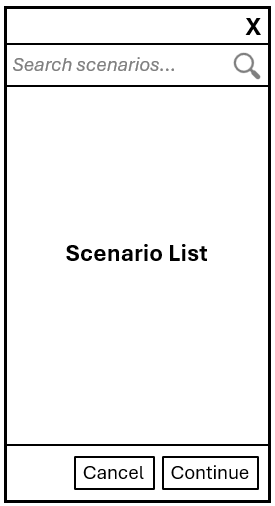 X
Search scenarios...
Scenario List
Cancel Continue